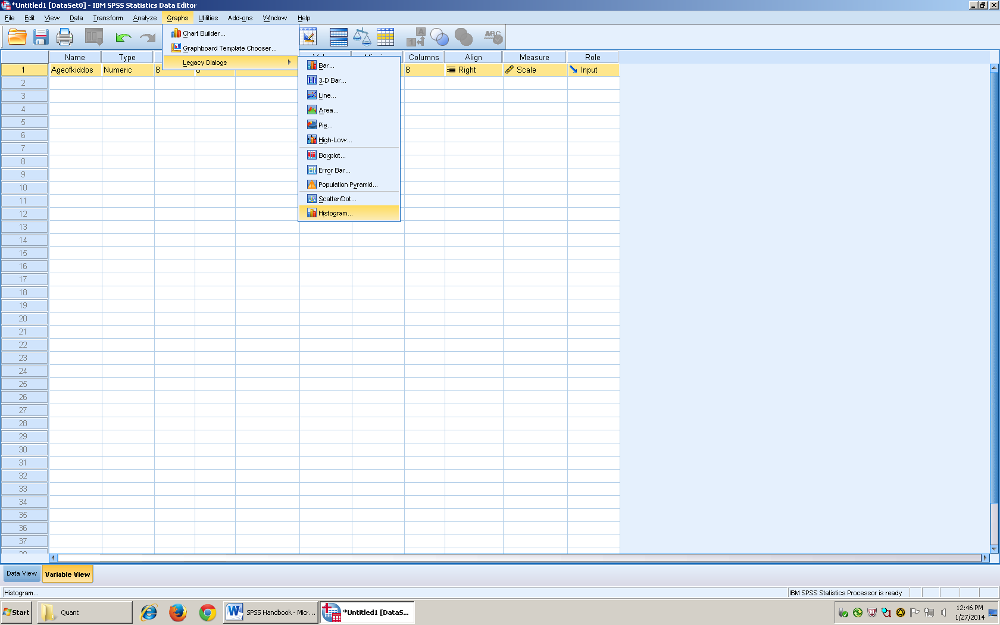 *Untitled1 [DataSet0] - IBM SPSS Statistics Data Editor
File Edit View Data Transform Analyze Graphs Utilities Add-ons Window Help
Chart Builder...
Graphboard Template Chooser...
Legacy Dialogs
ABC
Name Type Columns Align Measure Role
1 Ageofkiddos Numeric 8 8 Right Scale Input
Bar...
3-D Bar...
Line...
Area...
Pie...
High-Low...
Boxplot...
Error Bar...
Population Pyramid...
Scatter/Dot...
Histogram...
2
3
4
5
6
7
8
9
10
11
12
13
14
15
16
17
18
19
20
21
22
23
24
25
26
27
28
29
30
31
32
33
34
35
36
37
Data View Variable View
Histogram... IBM SPSS Statistics Processor is ready
Start Quant SPSS Handbook - Micr... *Untitled1 [DataS... 12:46 PM
1/27/2014